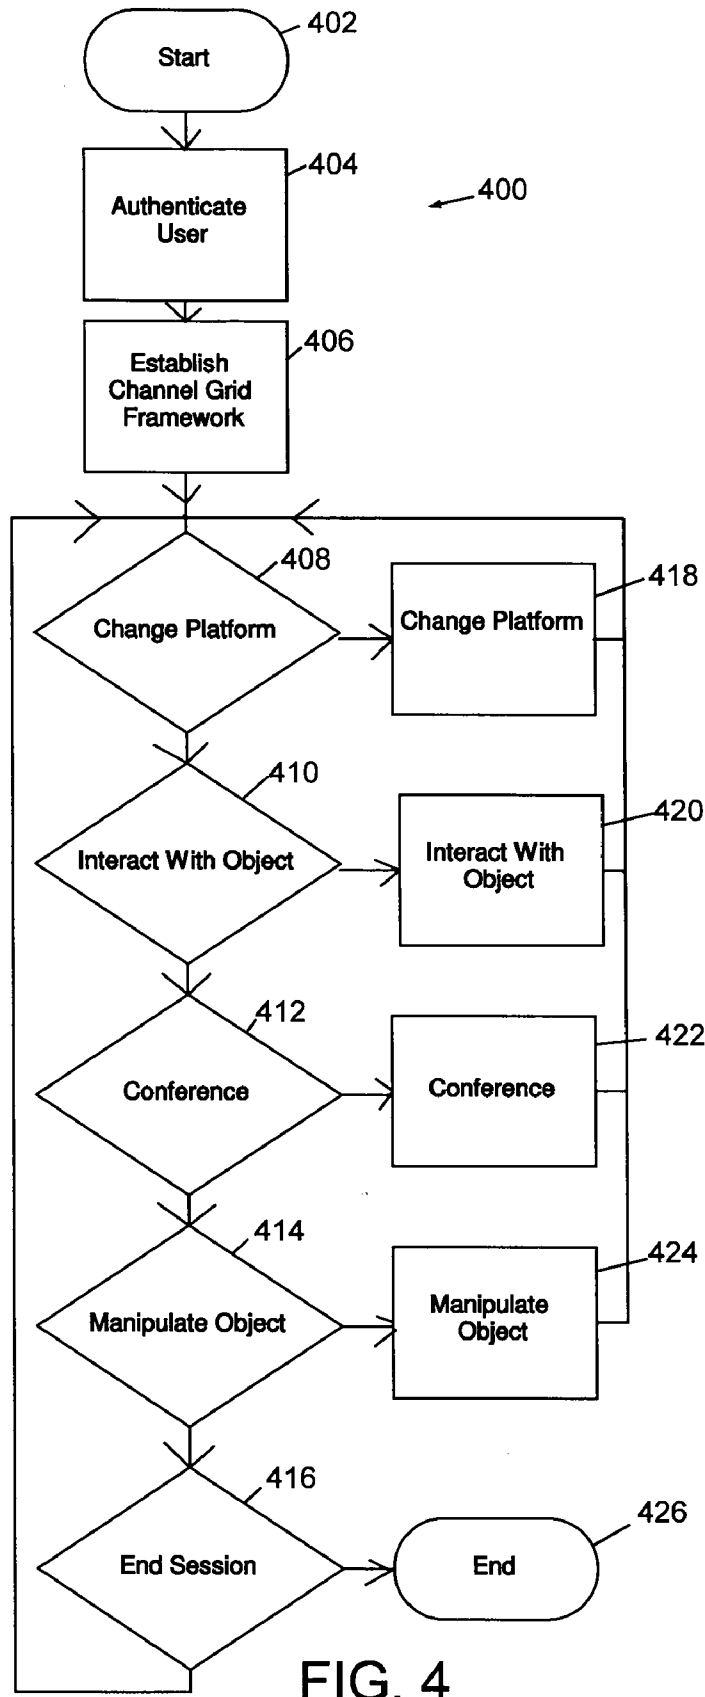 402
Start
404
400
Authenticate
User
406
Establish
Channel Grid
Framework
408
418
Change Platform
Change Platform
410
420
Interact With Object
Interact With
Object
412
422
Conference
Conference
414
424
Manipulate Object
Manipulate
Object
416
426
End Session
End
FIG. 4